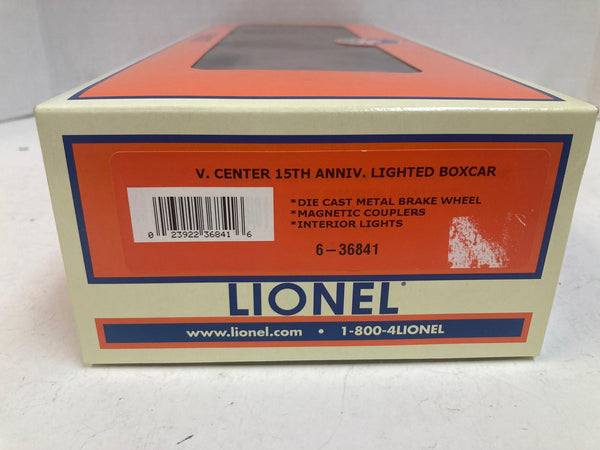 V. CENTER 15TH ANNIV. LIGHTED BOXCAR
*DIE CAST METAL BRAKE WHEEL
*MAGNETIC COUPLERS
*INTERIOR LIGHTS
0 23922 36841 6
6-36841
LIONEL
www.lionel.com • 1-800-4LIONEL